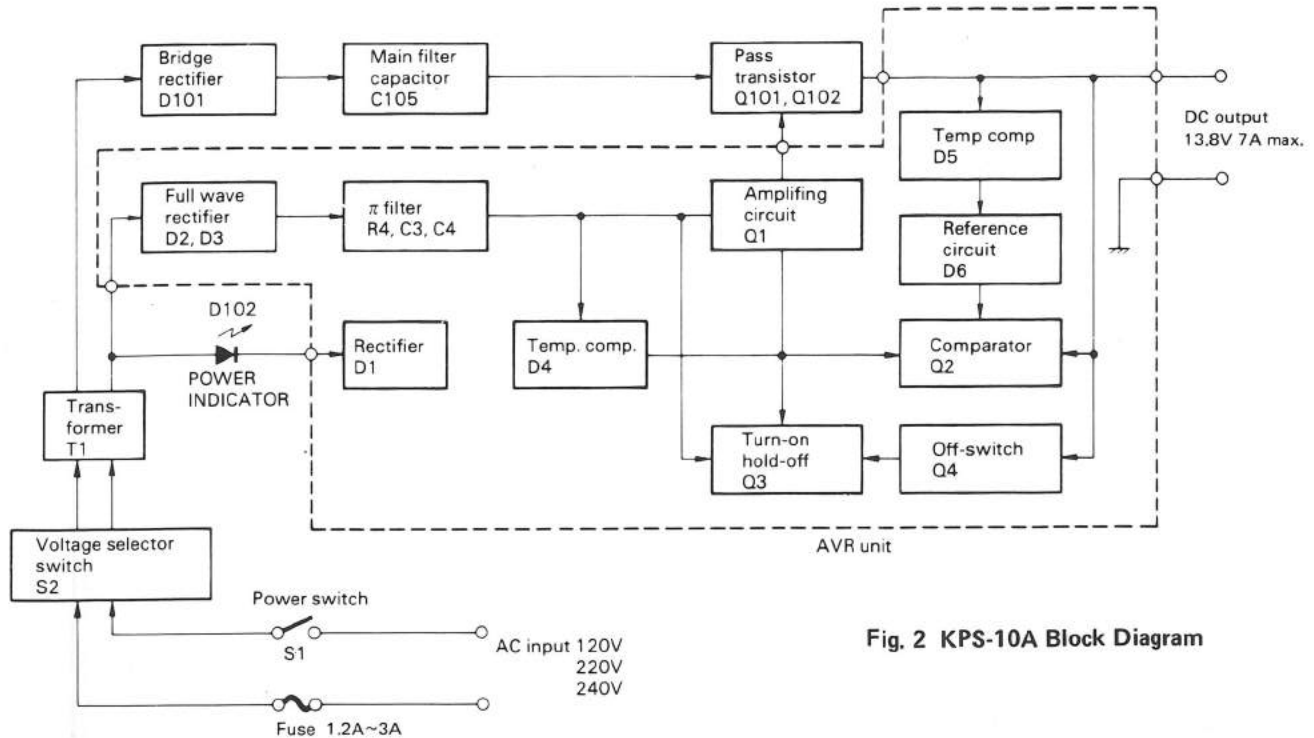 Bridge
rectifier
D101
Main filter
capacitor
C105
Pass
transistor
Q101, Q102
DC output
13.8V 7A max.
Temp comp
D5
Full wave
rectifier
D2, D3
π filter
R4, C3, C4
Amplifing
circuit
Q1
Reference
circuit
D6
D102
POWER
INDICATOR
Rectifier
D1
Temp. comp.
D4
Comparator
Q2
Trans-
former
T1
Turn-on
hold-off
Q3
Off-switch
Q4
AVR unit
Voltage selector
switch
S2
Power switch
S1
AC input 120V
220V
240V
Fuse 1.2A~3A
Fig. 2 KPS-10A Block Diagram